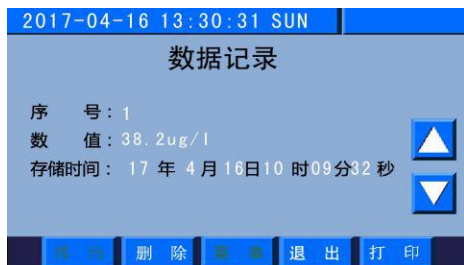 2017-04-16 13:30:31 SUN
数据记录
序 号：1
数 值：38.2ug/l
存储时间： 17 年 4 月 16日10 时09分32 秒
删 除 菜 单 退 出 打 印